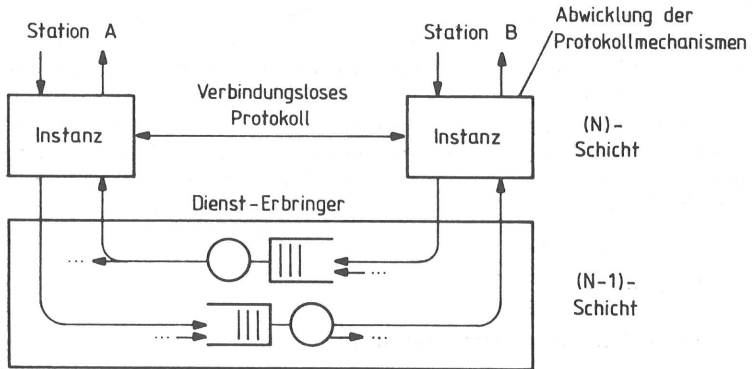 Station A
Station B
Abwicklung der
Protokollmechanismen
Verbindungsloses
Protokoll
Instanz
Instanz
(N)-
Schicht
Dienst-Erbringer
...
...
(N-1)-
Schicht
...
...